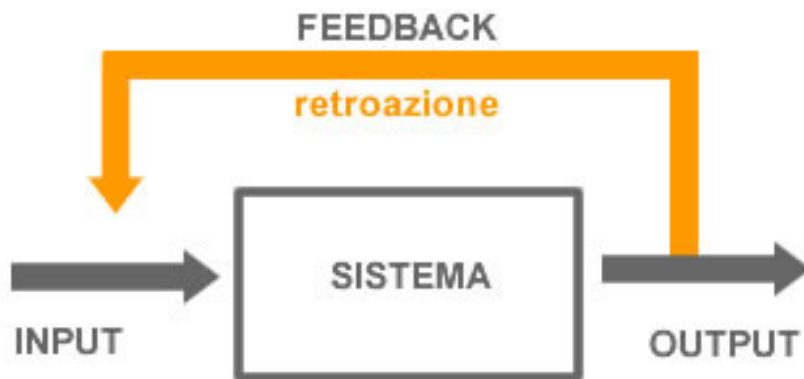 FEEDBACK
retroazione
SISTEMA
INPUT
OUTPUT